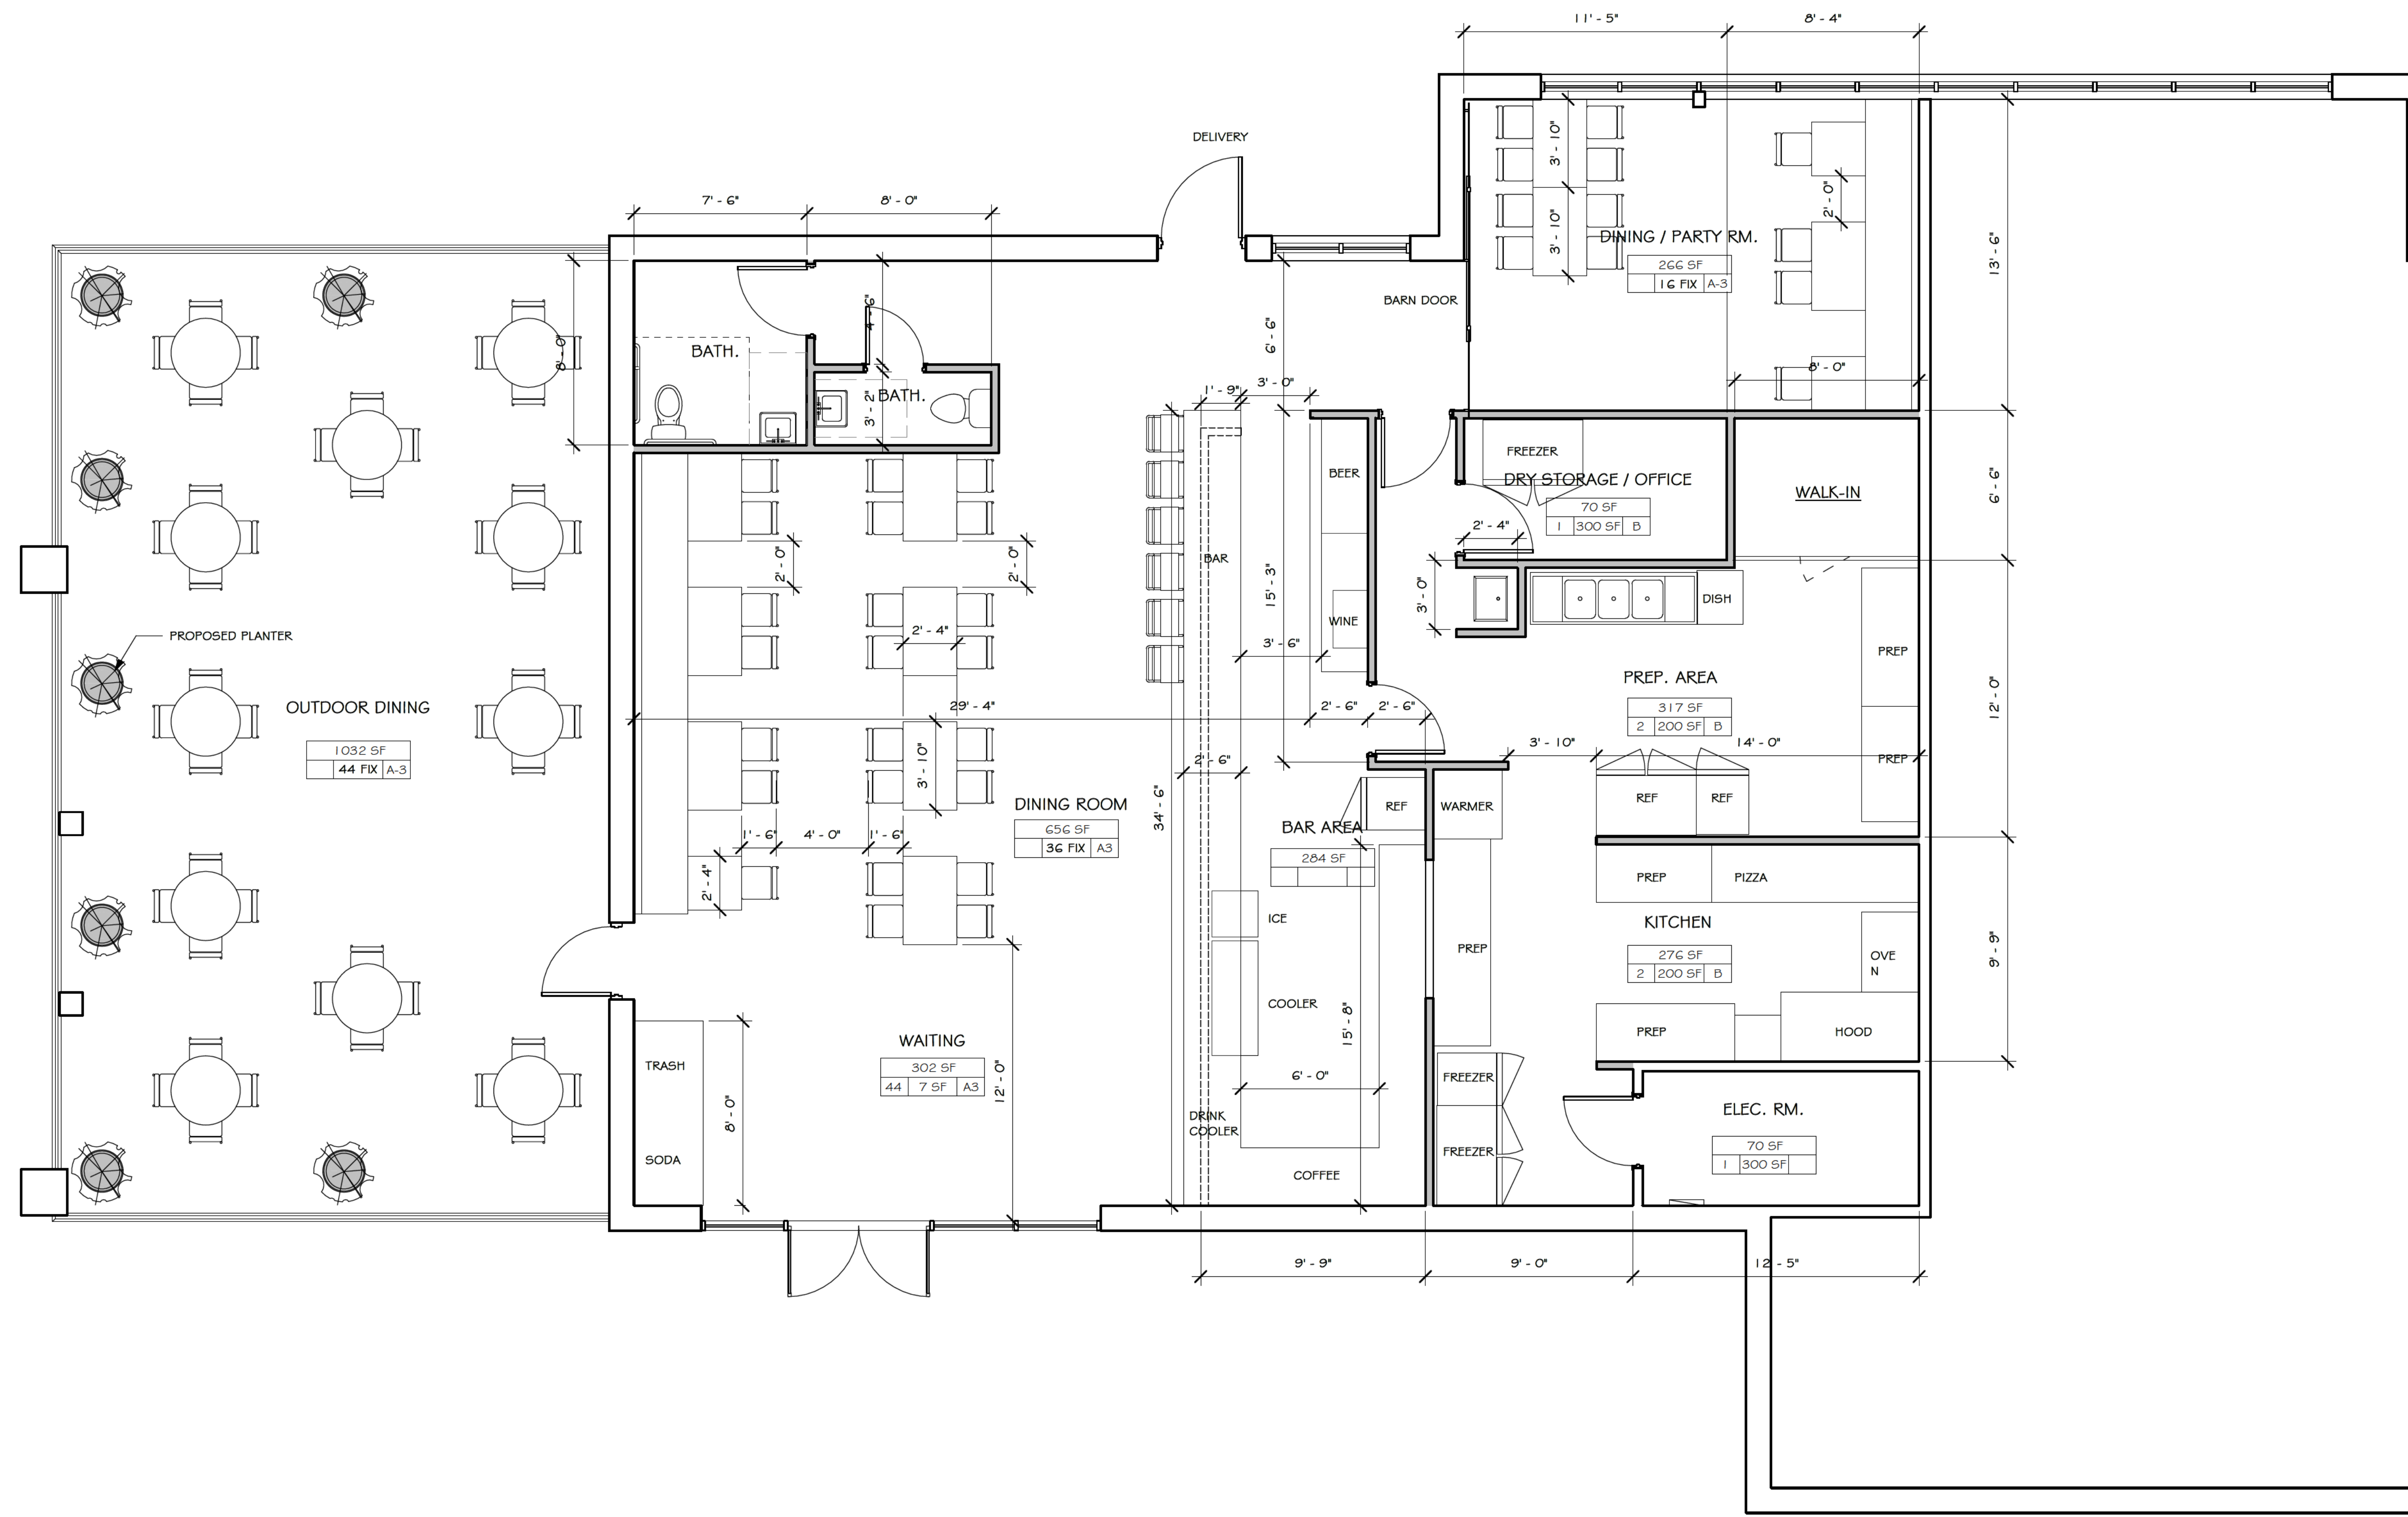 11' - 5"
8' - 4"
DELIVERY
3' - 10"
3' - 10"
2' - 0"
DINING / PARTY RM.
266 SF
16 FIX A-3
13' - 6"
7' - 6"
8' - 0"
BARN DOOR
8' - 0"
4' - 6"
BATH.
BATH.
3' - 2"
6' - 6"
8' - 0"
1' - 9"
3' - 0"
BEER
FREEZER
DRY STORAGE / OFFICE
70 SF
1 300 SF B
WALK-IN
6' - 6"
2' - 4"
2' - 0"
2' - 0"
BAR
15' - 3"
3' - 0"
DISH
WINE
2' - 4"
3' - 6"
PROPOSED PLANTER
PREP
PREP. AREA
317 SF
2 200 SF B
12' - 0"
OUTDOOR DINING
1032 SF
44 FIX A-3
29' - 4"
2' - 6"
2' - 6"
3' - 10"
14' - 0"
PREP
3' - 10"
2' - 6"
34' - 6"
DINING ROOM
656 SF
36 FIX A3
REF
WARMER
REF
REF
BAR AREA
284 SF
1' - 6"
4' - 0"
1' - 6"
2' - 4"
PREP
PIZZA
ICE
KITCHEN
276 SF
2 200 SF B
PREP
OVE
N
9' - 9"
COOLER
15' - 8"
PREP
HOOD
WAITING
302 SF
44 7 SF A3
12' - 0"
TRASH
8' - 0"
SODA
6' - 0"
FREEZER
DRINK
COOLER
FREEZER
COFFEE
ELEC. RM.
70 SF
1 300 SF
9' - 9"
9' - 0"
12' - 5"